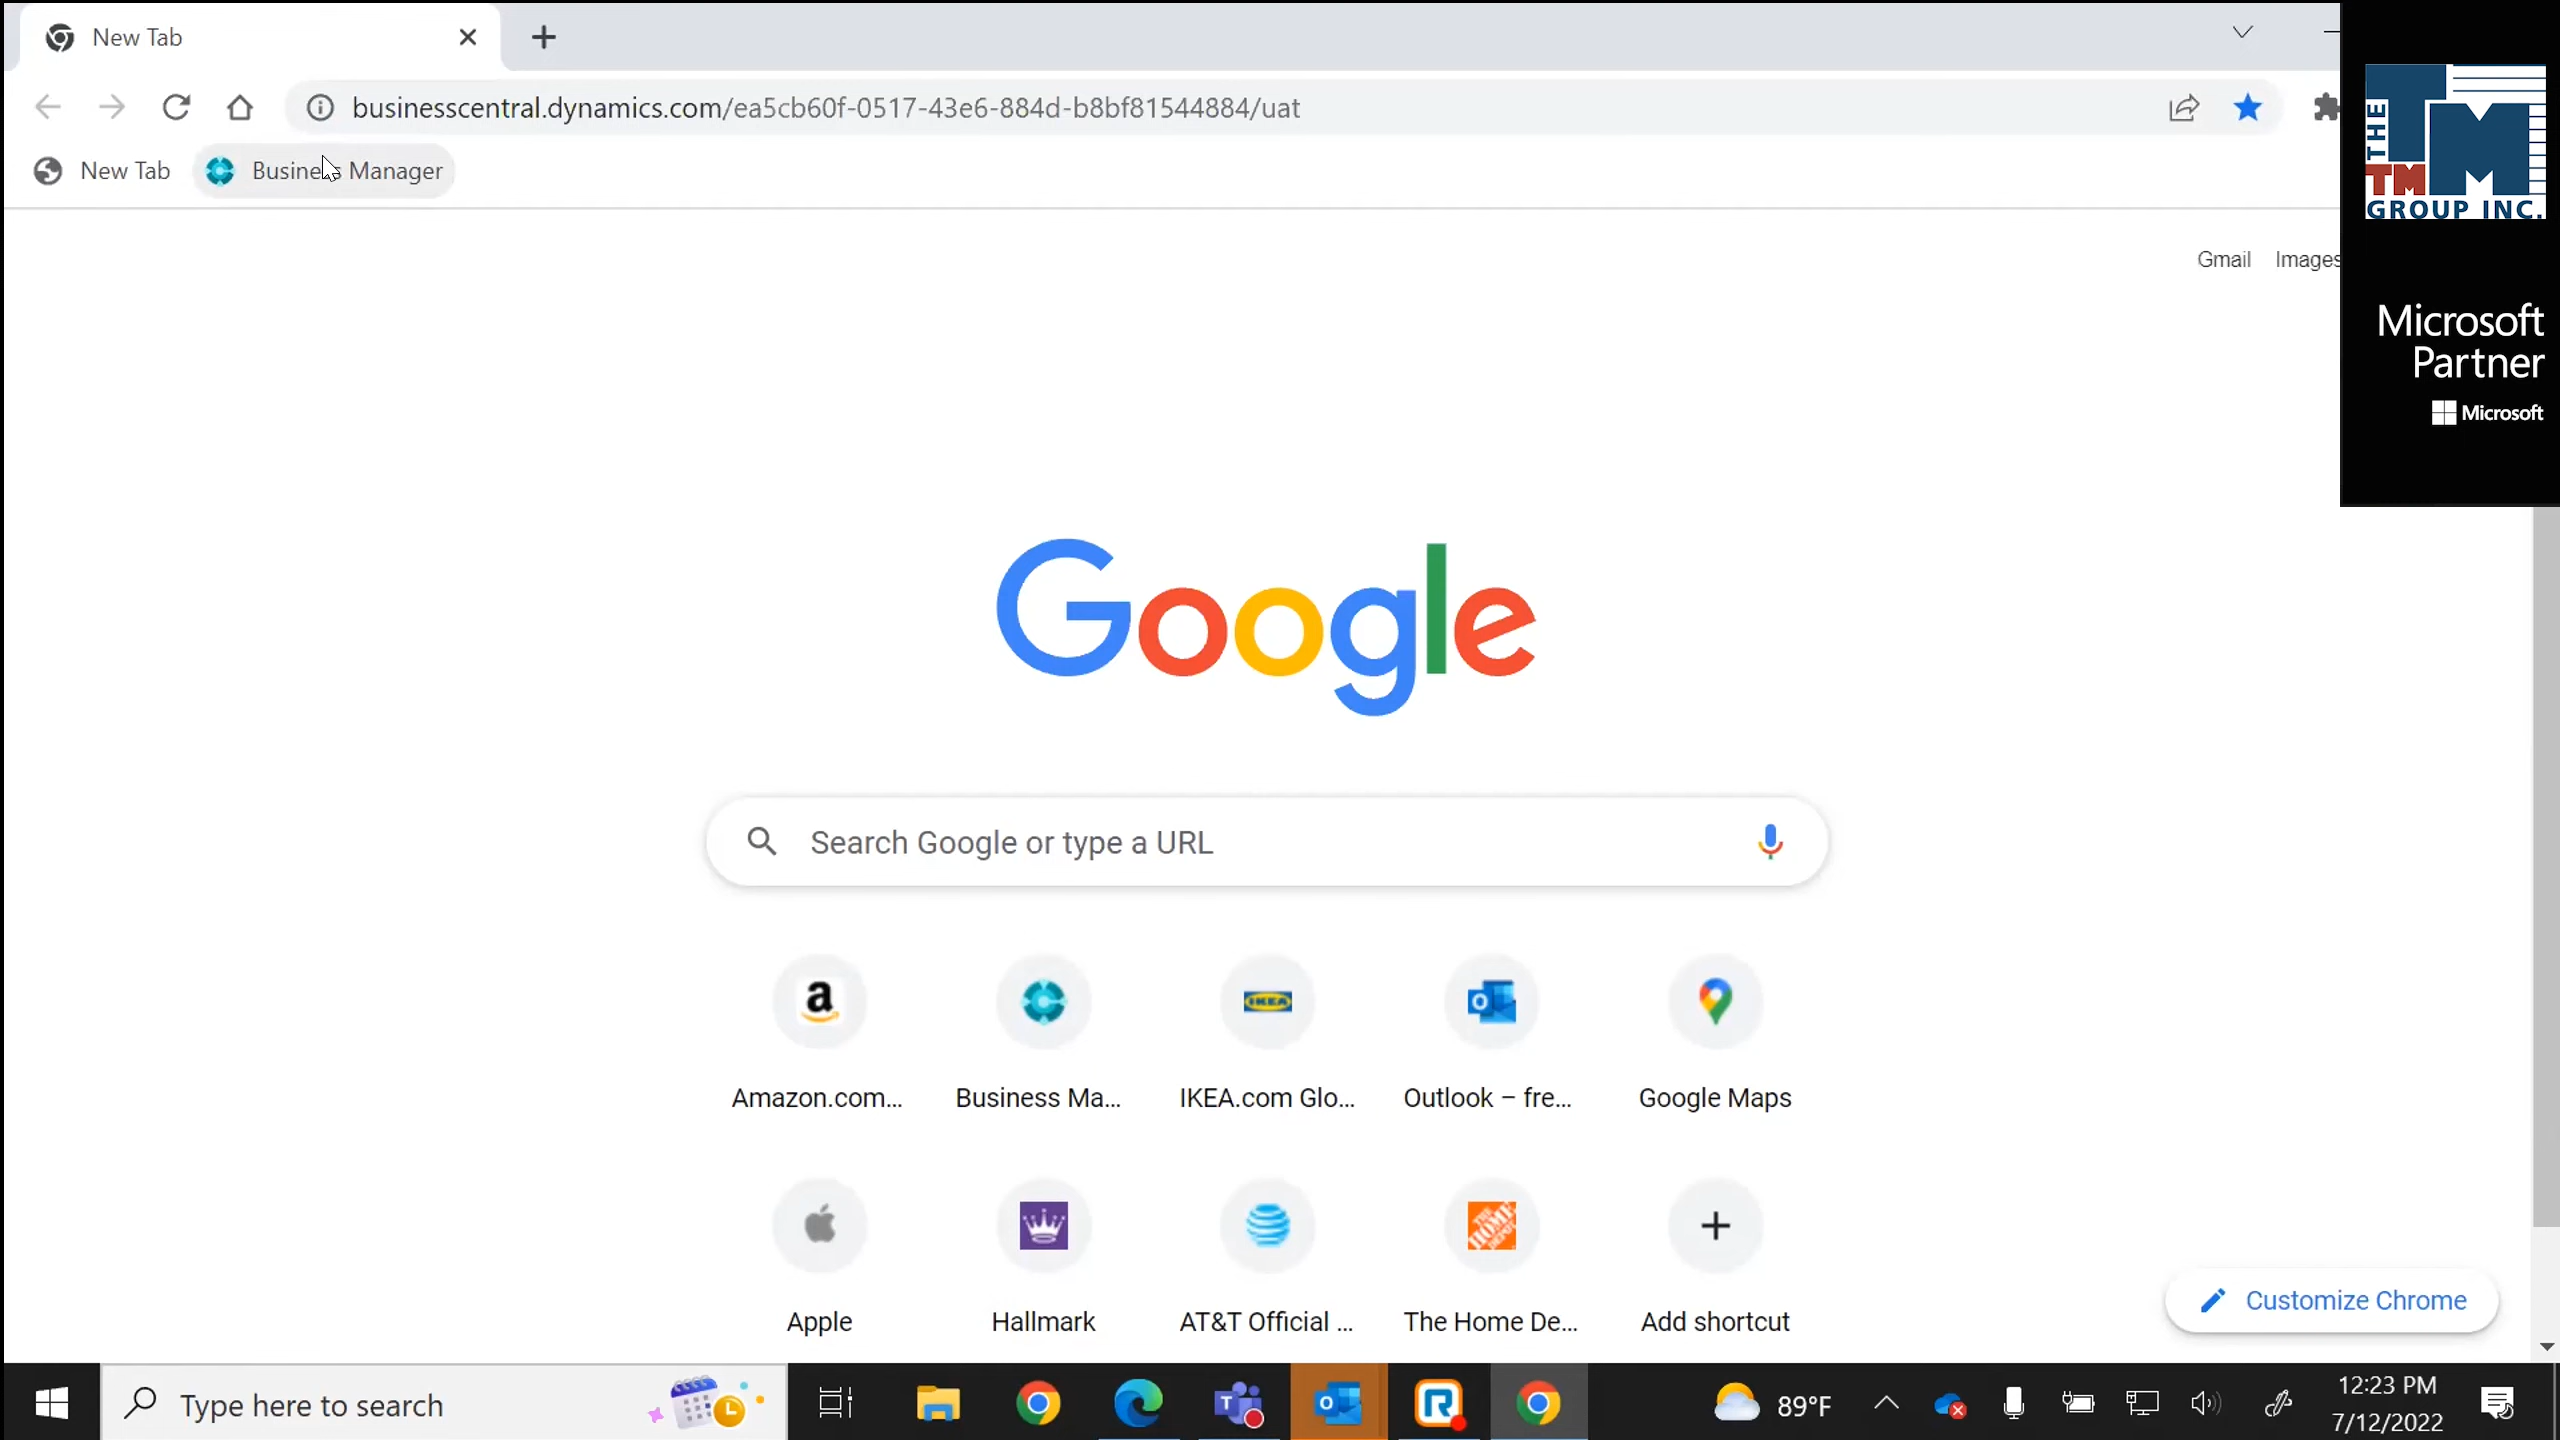 New Tab
businesscentral.dynamics.com/ea5cb60f-0517-43e6-884d-b8bf81544884/uat
New Tab
Business Manager
THE
TM
TM
GROUP INC.
Gmail
Images
Microsoft
Partner
Microsoft
Google
Search Google or type a URL
Amazon.com...
Business Ma...
IKEA.com Glo...
Outlook – fre...
Google Maps
Apple
Hallmark
AT&T Official ...
The Home De...
Add shortcut
Customize Chrome
Type here to search
89°F
12:23 PM
7/12/2022